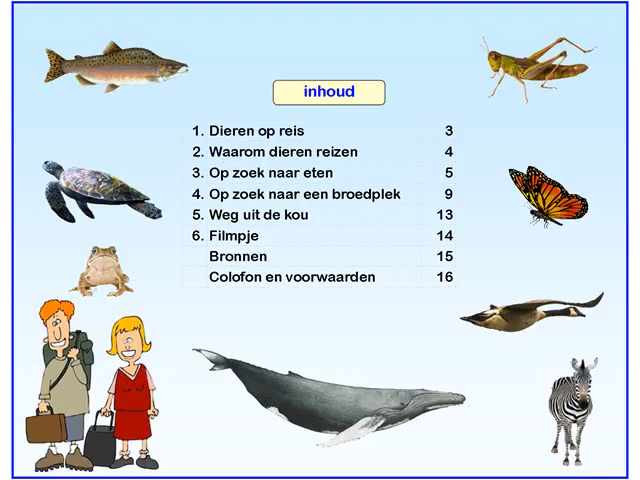 inhoud
1. Dieren op reis 3
2. Waarom dieren reizen 4
3. Op zoek naar eten 5
4. Op zoek naar een broedplek 9
5. Weg uit de kou 13
6. Filmpje 14
Bronnen 15
Colofon en voorwaarden 16